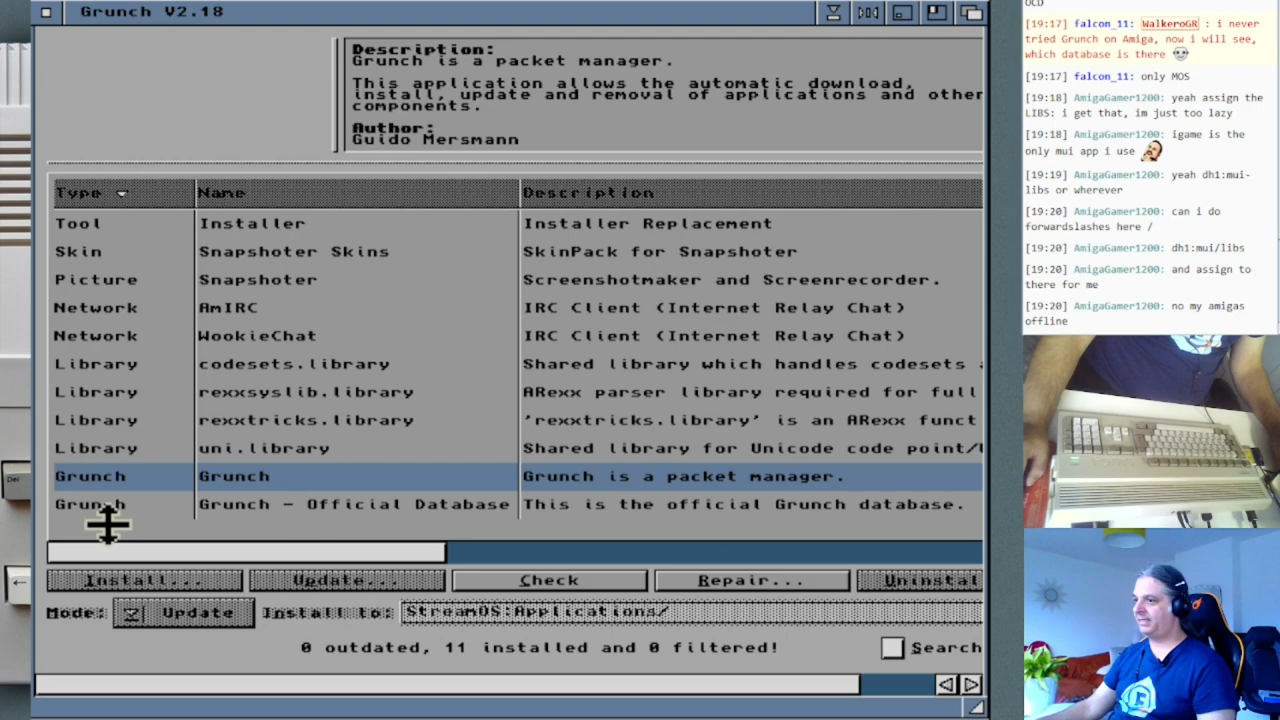 Grunch V2.18
Description:
Grunch is a packet manager.
This application allows the automatic download,
install, update and removal of applications and other
components.
Author:
Guido Mersmann
Type Name Description
Tool Installer Installer Replacement
Skin Snapshoter Skins SkinPack for Snapshoter
Picture Snapshoter Screenshotmaker and Screenrecorder.
Network AmIRC IRC Client (Internet Relay Chat)
Network WookieChat IRC Client (Internet Relay Chat)
Library codesets.library Shared library which handles codesets
Library rexxsyslib.library ARexx parser library required for full
Library rexxtricks.library 'rexxtricks.library' is an ARexx funct
Library uni.library Shared library for Unicode code point/
Grunch Grunch Grunch is a packet manager.
Grunch Grunch - Official Database This is the official Grunch database.
Install... Update... Check Repair... Uninstal
Mode: Update Install to: StreamOS:Applications/
0 outdated, 11 installed and 0 filtered! Search
OCD
[19:17] falcon_11: WalkeroGR : i never
tried Grunch on Amiga, now i will see,
which database is there
[19:17] falcon_11: only MOS
[19:18] AmigaGamer1200: yeah assign the
LIBS: i get that, im just too lazy
[19:18] AmigaGamer1200: igame is the
only mui app i use
[19:19] AmigaGamer1200: yeah dh1:mui-
libs or wherever
[19:20] AmigaGamer1200: can i do
forwardslashes here /
[19:20] AmigaGamer1200: dh1:mui/libs
[19:20] AmigaGamer1200: and assign to
there for me
[19:20] AmigaGamer1200: no my amigas
offline
Del